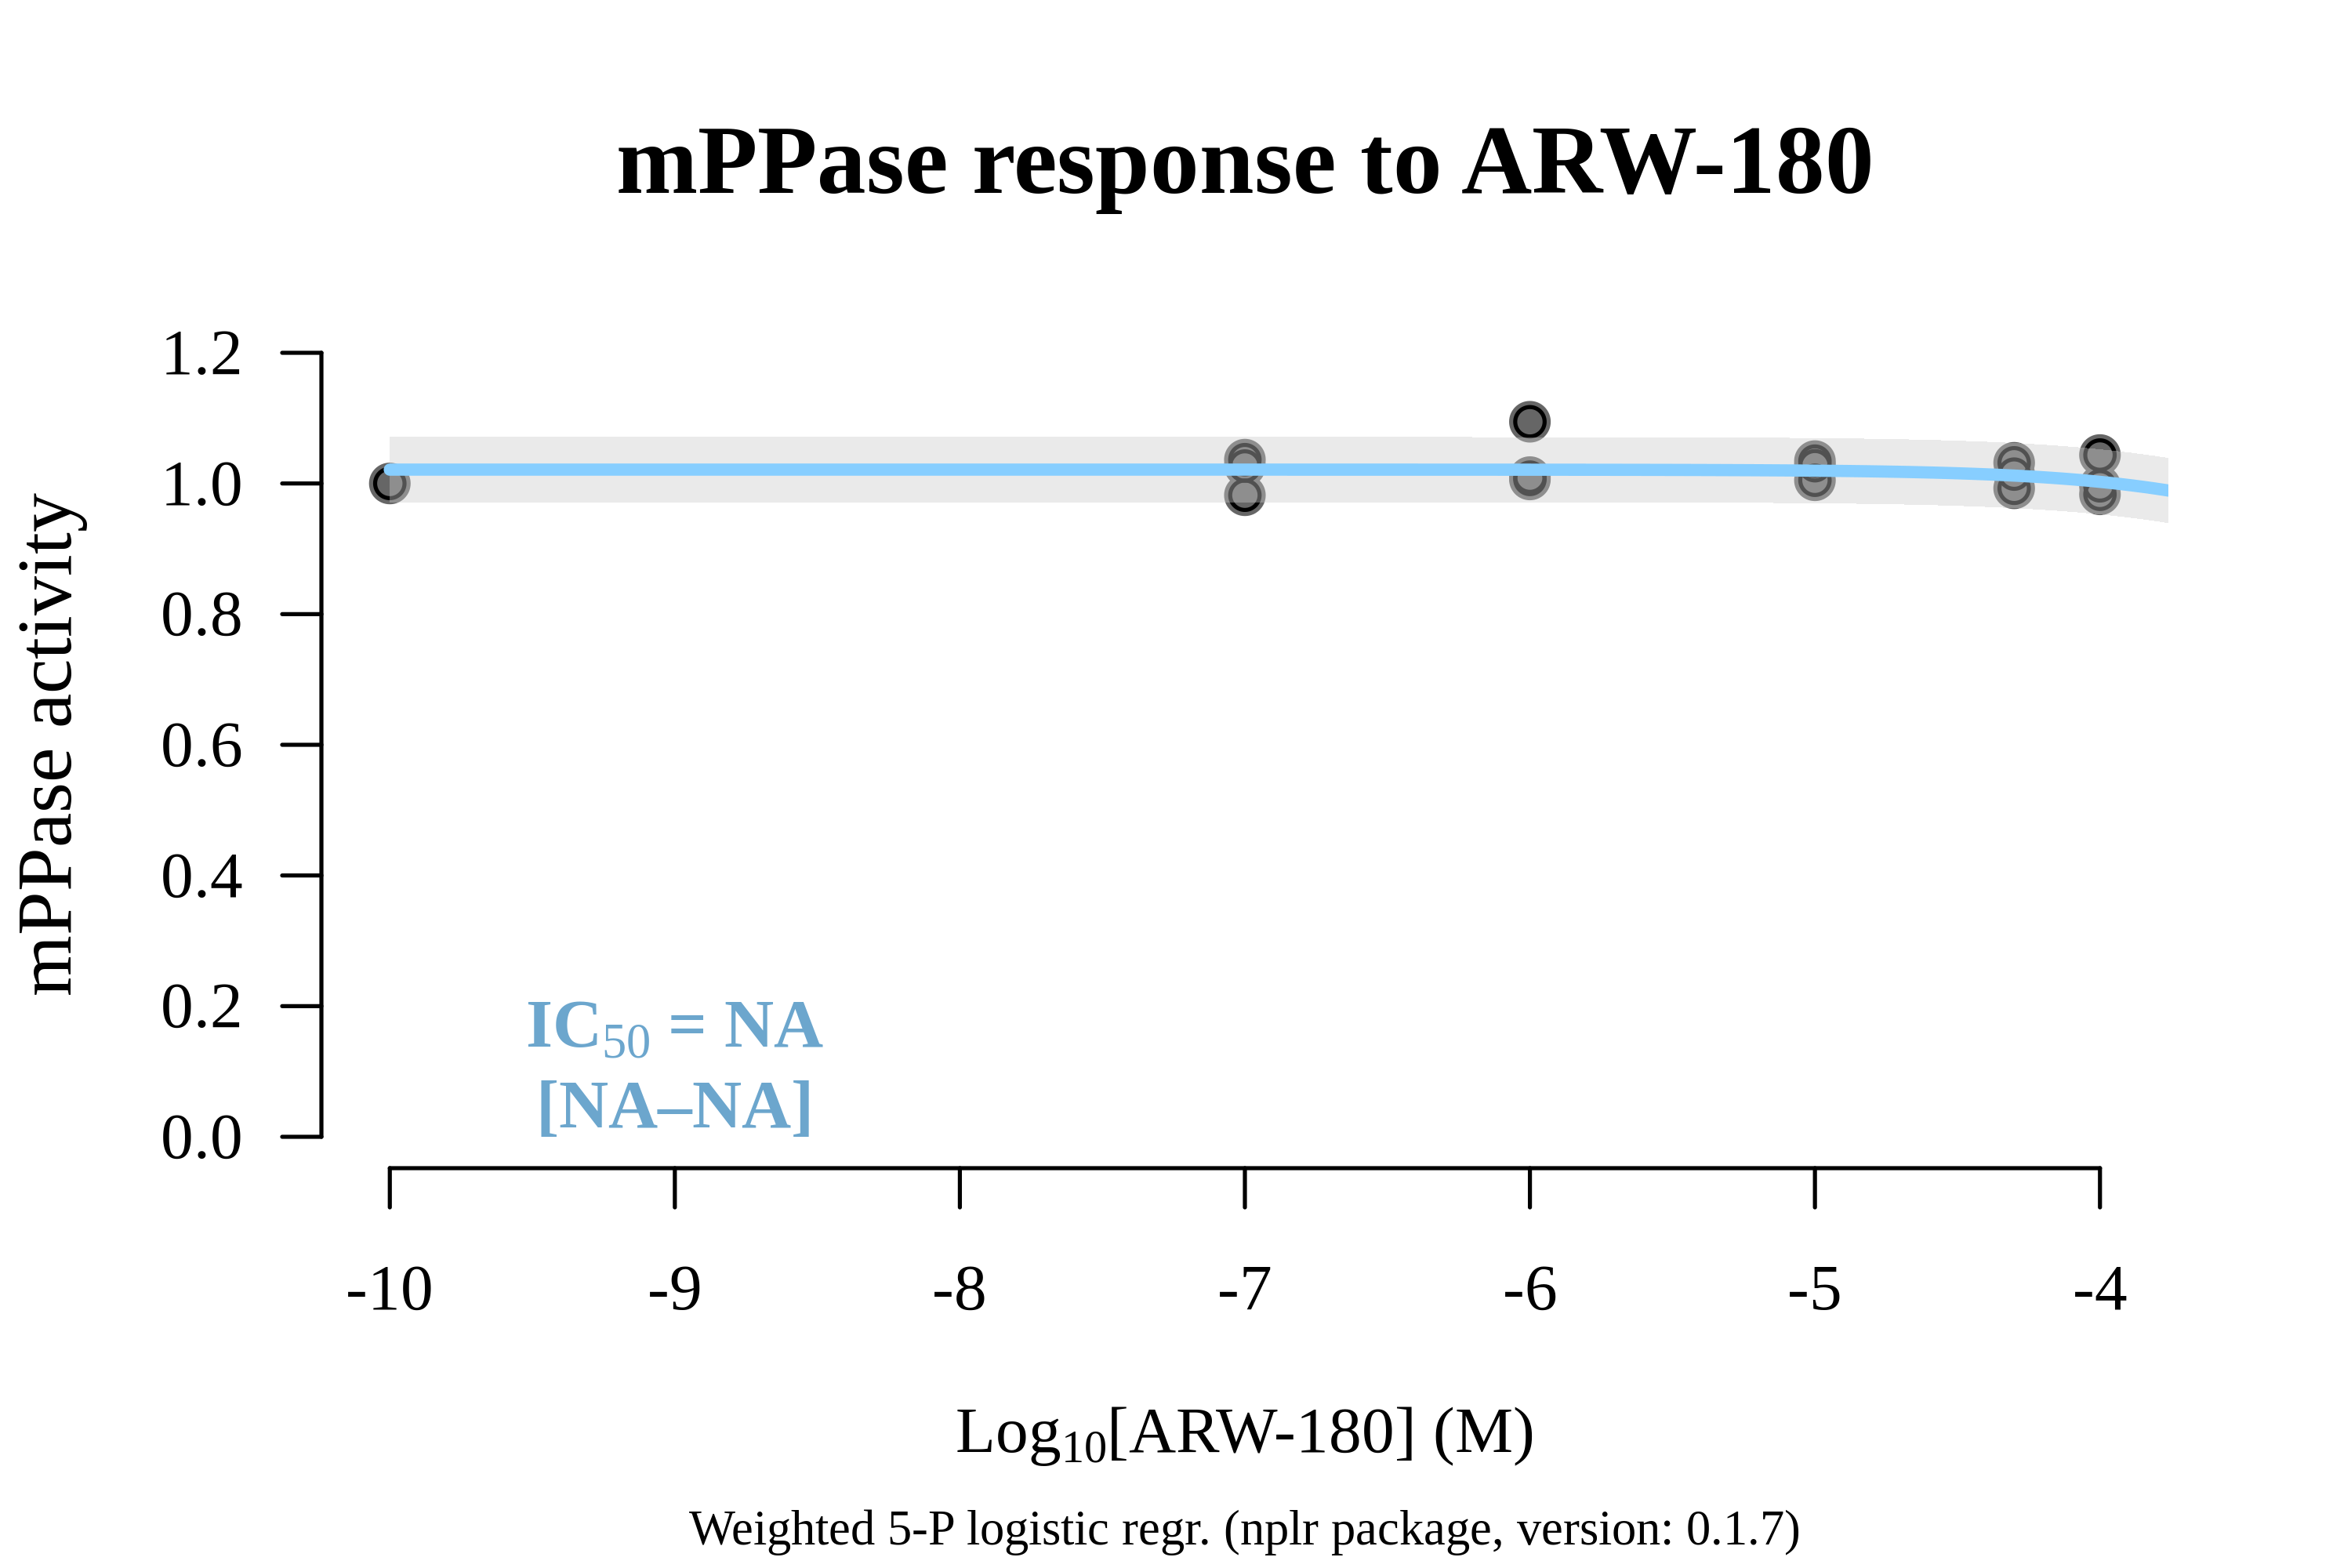 mPPase response to ARW-180
mPPase activity
1.2
1.0
0.8
0.6
0.4
0.2
0.0
IC50 = NA
[NA–NA]
-10 -9 -8 -7 -6 -5 -4
Log10[ARW-180] (M)
Weighted 5-P logistic regr. (nplr package, version: 0.1.7)